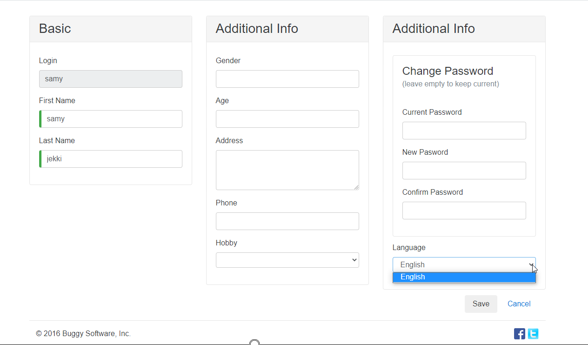 Basic
Login
samy
First Name
samy
Last Name
jekki
Additional Info
Gender
Age
Address
Phone
Hobby
Additional Info
Change Password
(leave empty to keep current)
Current Password
New Pasword
Confirm Password
Language
English
English
Save Cancel
© 2016 Buggy Software, Inc.